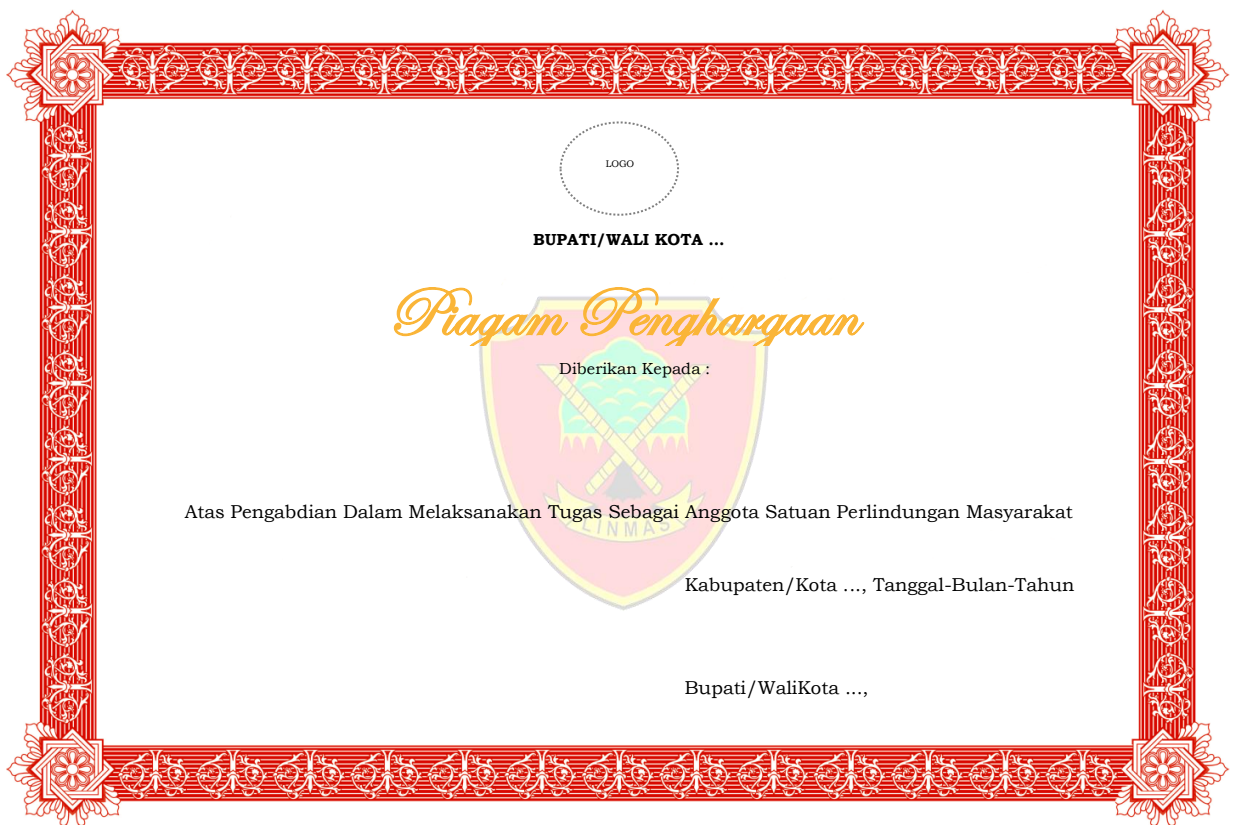 LOGO
BUPATI/WALI KOTA ...
Piagam Penghargaan
Diberikan Kepada :
Atas Pengabdian Dalam Melaksanakan Tugas Sebagai Anggota Satuan Perlindungan Masyarakat
LINMAS
Kabupaten/Kota ..., Tanggal-Bulan-Tahun
Bupati/WaliKota ...,